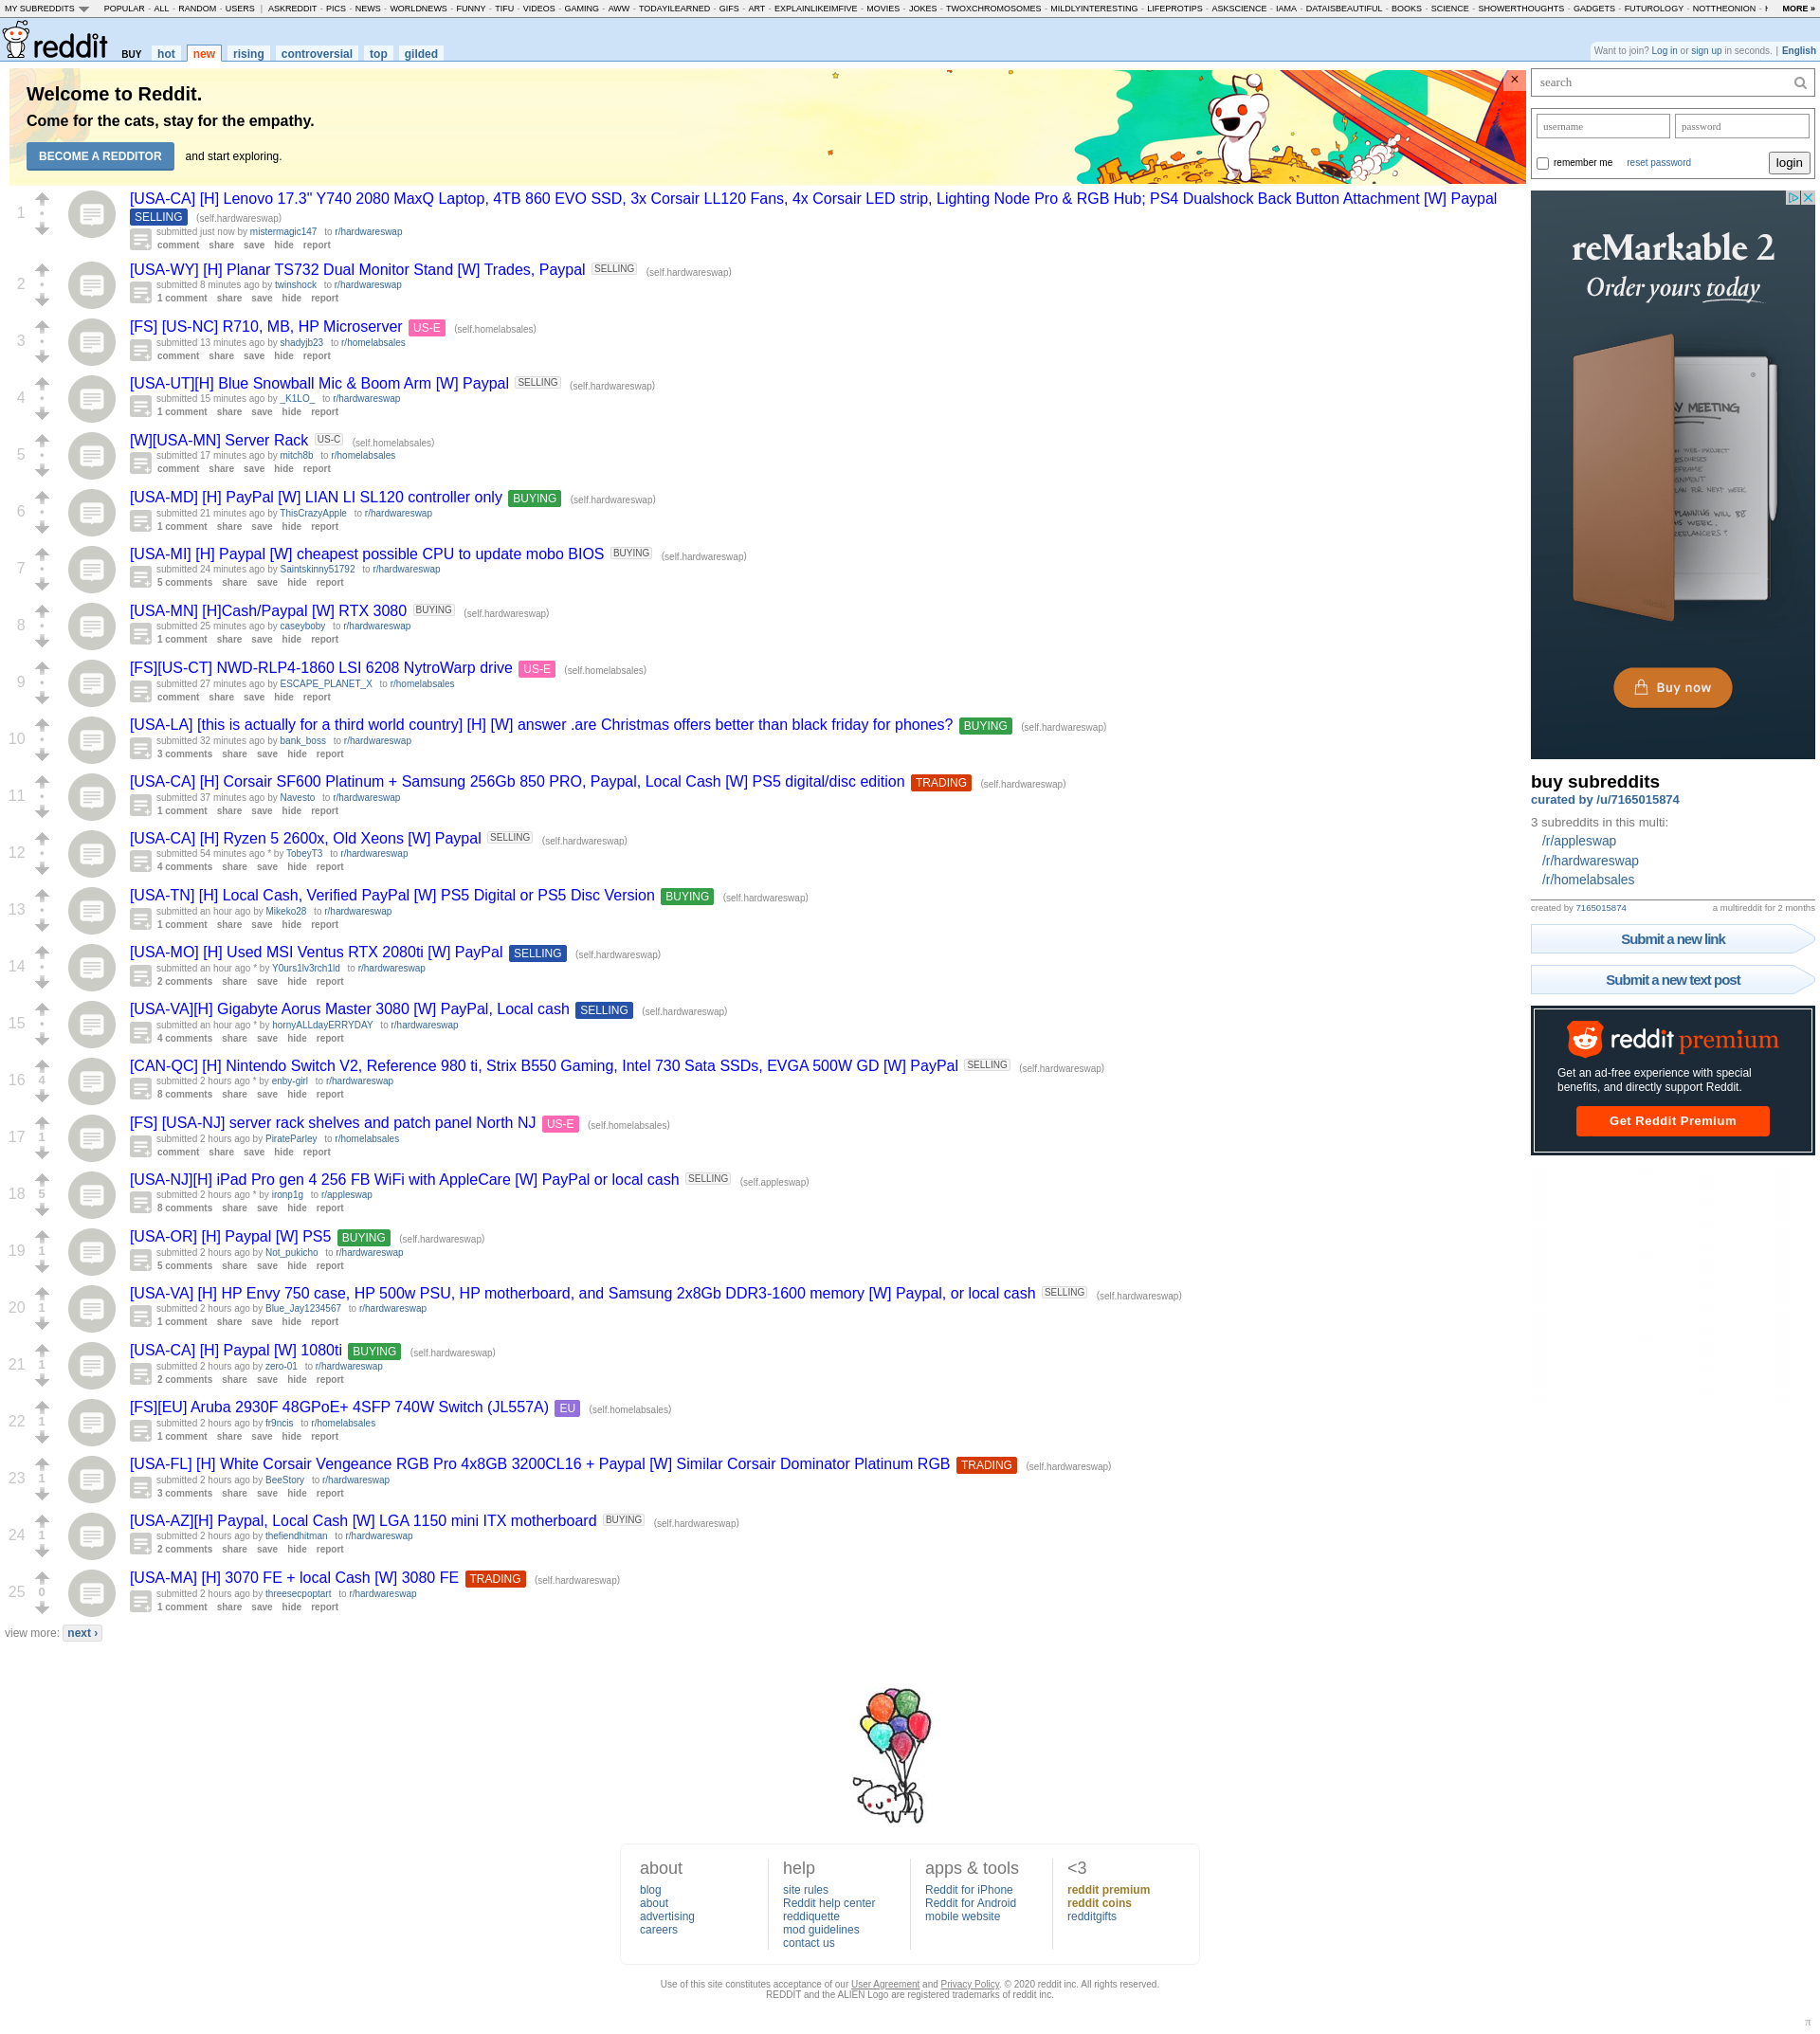 MY SUBREDDITS POPULAR - ALL - RANDOM - USERS | ASKREDDIT - PICS - NEWS - WORLDNEWS - FUNNY - TIFU - VIDEOS - GAMING - AWW - TODAYILEARNED - GIFS - ART - EXPLAINLIKEIMFIVE - MOVIES - JOKES - TWOXCHROMOSOMES - MILDLYINTERESTING - LIFEPROTIPS - ASKSCIENCE - IAMA - DATAISBEAUTIFUL - BOOKS - SCIENCE - SHOWERTHOUGHTS - GADGETS - FUTUROLOGY - NOTTHEONION - MORE »
reddit BUY hot new rising controversial top gilded
Want to join? Log in or sign up in seconds. | English
Welcome to Reddit.
Come for the cats, stay for the empathy.
BECOME A REDDITOR and start exploring.
×
1
[USA-CA] [H] Lenovo 17.3" Y740 2080 MaxQ Laptop, 4TB 860 EVO SSD, 3x Corsair LL120 Fans, 4x Corsair LED strip, Lighting Node Pro & RGB Hub; PS4 Dualshock Back Button Attachment [W] Paypal
SELLING (self.hardwareswap)
submitted just now by mistermagic147 to r/hardwareswap
comment share save hide report
2
[USA-WY] [H] Planar TS732 Dual Monitor Stand [W] Trades, Paypal SELLING (self.hardwareswap)
submitted 8 minutes ago by twinshock to r/hardwareswap
1 comment share save hide report
3
[FS] [US-NC] R710, MB, HP Microserver US-E (self.homelabsales)
submitted 13 minutes ago by shadyjb23 to r/homelabsales
comment share save hide report
4
[USA-UT][H] Blue Snowball Mic & Boom Arm [W] Paypal SELLING (self.hardwareswap)
submitted 15 minutes ago by _K1LO_ to r/hardwareswap
1 comment share save hide report
5
[W][USA-MN] Server Rack US-C (self.homelabsales)
submitted 17 minutes ago by mitch8b to r/homelabsales
comment share save hide report
6
[USA-MD] [H] PayPal [W] LIAN LI SL120 controller only BUYING (self.hardwareswap)
submitted 21 minutes ago by ThisCrazyApple to r/hardwareswap
1 comment share save hide report
7
[USA-MI] [H] Paypal [W] cheapest possible CPU to update mobo BIOS BUYING (self.hardwareswap)
submitted 24 minutes ago by Saintskinny51792 to r/hardwareswap
5 comments share save hide report
8
[USA-MN] [H]Cash/Paypal [W] RTX 3080 BUYING (self.hardwareswap)
submitted 25 minutes ago by caseyboby to r/hardwareswap
1 comment share save hide report
9
[FS][US-CT] NWD-RLP4-1860 LSI 6208 NytroWarp drive US-E (self.homelabsales)
submitted 27 minutes ago by ESCAPE_PLANET_X to r/homelabsales
comment share save hide report
10
[USA-LA] [this is actually for a third world country] [H] [W] answer .are Christmas offers better than black friday for phones? BUYING (self.hardwareswap)
submitted 32 minutes ago by bank_boss to r/hardwareswap
3 comments share save hide report
11
[USA-CA] [H] Corsair SF600 Platinum + Samsung 256Gb 850 PRO, Paypal, Local Cash [W] PS5 digital/disc edition TRADING (self.hardwareswap)
submitted 37 minutes ago by Navesto to r/hardwareswap
1 comment share save hide report
12
[USA-CA] [H] Ryzen 5 2600x, Old Xeons [W] Paypal SELLING (self.hardwareswap)
submitted 54 minutes ago * by TobeyT3 to r/hardwareswap
4 comments share save hide report
13
[USA-TN] [H] Local Cash, Verified PayPal [W] PS5 Digital or PS5 Disc Version BUYING (self.hardwareswap)
submitted an hour ago by Mikeko28 to r/hardwareswap
1 comment share save hide report
14
[USA-MO] [H] Used MSI Ventus RTX 2080ti [W] PayPal SELLING (self.hardwareswap)
submitted an hour ago * by Y0urs1lv3rch1ld to r/hardwareswap
2 comments share save hide report
15
[USA-VA][H] Gigabyte Aorus Master 3080 [W] PayPal, Local cash SELLING (self.hardwareswap)
submitted an hour ago * by hornyALLdayERRYDAY to r/hardwareswap
4 comments share save hide report
16 4
[CAN-QC] [H] Nintendo Switch V2, Reference 980 ti, Strix B550 Gaming, Intel 730 Sata SSDs, EVGA 500W GD [W] PayPal SELLING (self.hardwareswap)
submitted 2 hours ago * by enby-girl to r/hardwareswap
8 comments share save hide report
17 1
[FS] [USA-NJ] server rack shelves and patch panel North NJ US-E (self.homelabsales)
submitted 2 hours ago by PirateParley to r/homelabsales
comment share save hide report
18 5
[USA-NJ][H] iPad Pro gen 4 256 FB WiFi with AppleCare [W] PayPal or local cash SELLING (self.appleswap)
submitted 2 hours ago * by ironp1g to r/appleswap
8 comments share save hide report
19 1
[USA-OR] [H] Paypal [W] PS5 BUYING (self.hardwareswap)
submitted 2 hours ago by Not_pukicho to r/hardwareswap
5 comments share save hide report
20 1
[USA-VA] [H] HP Envy 750 case, HP 500w PSU, HP motherboard, and Samsung 2x8Gb DDR3-1600 memory [W] Paypal, or local cash SELLING (self.hardwareswap)
submitted 2 hours ago by Blue_Jay1234567 to r/hardwareswap
1 comment share save hide report
21 1
[USA-CA] [H] Paypal [W] 1080ti BUYING (self.hardwareswap)
submitted 2 hours ago by zero-01 to r/hardwareswap
2 comments share save hide report
22 1
[FS][EU] Aruba 2930F 48GPoE+ 4SFP 740W Switch (JL557A) EU (self.homelabsales)
submitted 2 hours ago by fr9ncis to r/homelabsales
1 comment share save hide report
23 1
[USA-FL] [H] White Corsair Vengeance RGB Pro 4x8GB 3200CL16 + Paypal [W] Similar Corsair Dominator Platinum RGB TRADING (self.hardwareswap)
submitted 2 hours ago by BeeStory to r/hardwareswap
3 comments share save hide report
24 1
[USA-AZ][H] Paypal, Local Cash [W] LGA 1150 mini ITX motherboard BUYING (self.hardwareswap)
submitted 2 hours ago by thefiendhitman to r/hardwareswap
2 comments share save hide report
25 0
[USA-MA] [H] 3070 FE + local Cash [W] 3080 FE TRADING (self.hardwareswap)
submitted 2 hours ago by threesecpoptart to r/hardwareswap
1 comment share save hide report
view more: next ›
search
username password
remember me reset password login
reMarkable 2
Order yours today
MEETING
Buy now
buy subreddits
curated by /u/7165015874
3 subreddits in this multi:
/r/appleswap
/r/hardwareswap
/r/homelabsales
created by 7165015874 a multireddit for 2 months
Submit a new link
Submit a new text post
reddit premium
Get an ad-free experience with special
benefits, and directly support Reddit.
Get Reddit Premium
about
blog
about
advertising
careers
help
site rules
Reddit help center
reddiquette
mod guidelines
contact us
apps & tools
Reddit for iPhone
Reddit for Android
mobile website
<3
reddit premium
reddit coins
redditgifts
Use of this site constitutes acceptance of our User Agreement and Privacy Policy. © 2020 reddit inc. All rights reserved.
REDDIT and the ALIEN Logo are registered trademarks of reddit inc.
π